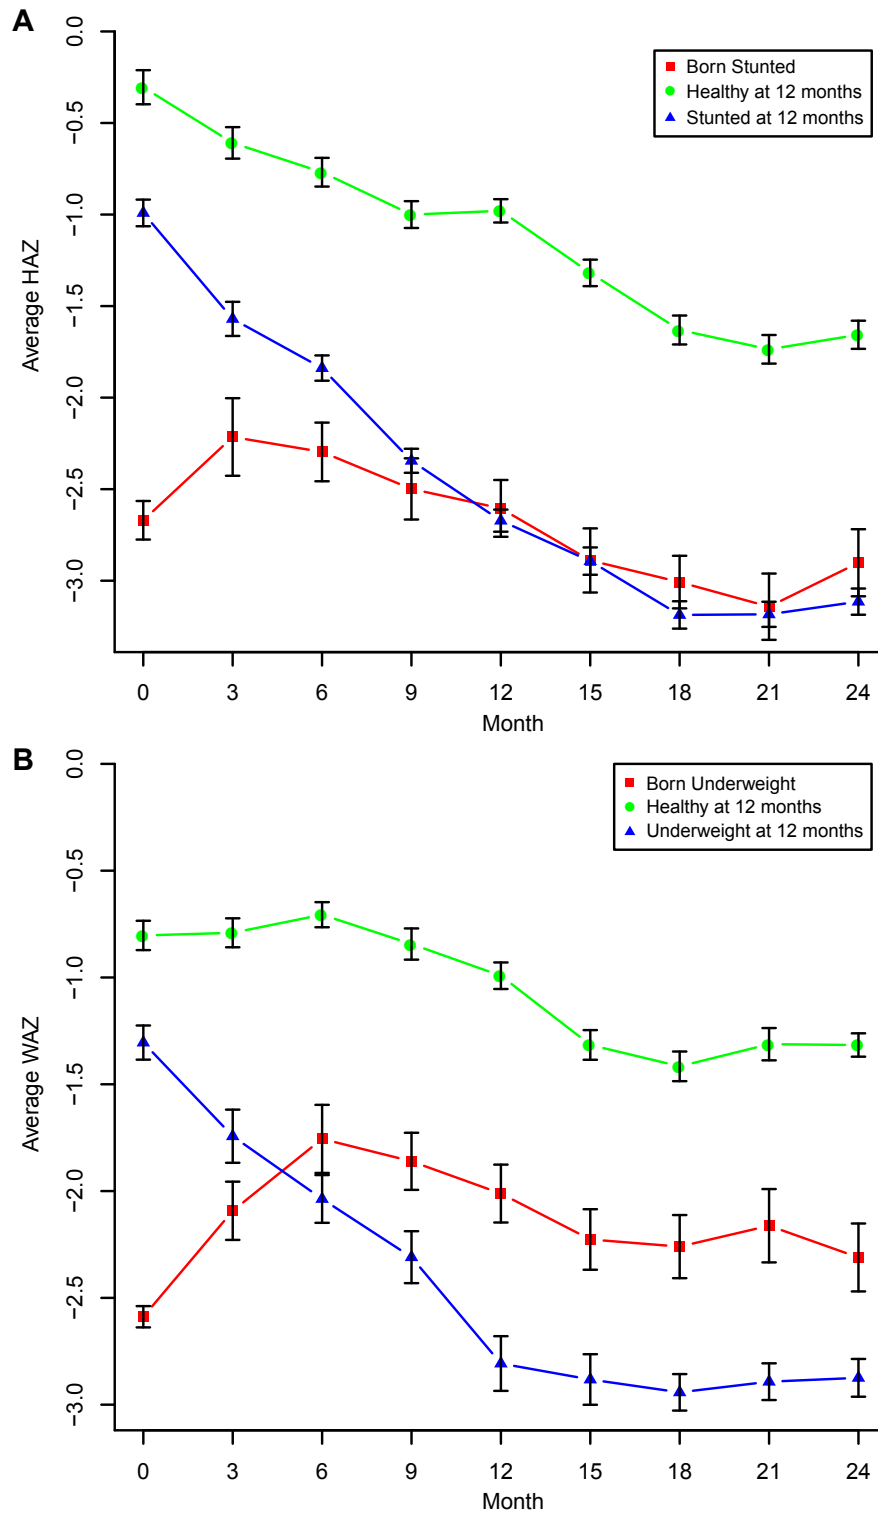 A
Born Stunted
Healthy at 12 months
Stunted at 12 months
Average HAZ
0.0
−0.5
−1.0
−1.5
−2.0
−2.5
−3.0
0 3 6 9 12 15 18 21 24
Month
B
Born Underweight
Healthy at 12 months
Underweight at 12 months
Average WAZ
0.0
−0.5
−1.0
−1.5
−2.0
−2.5
−3.0
0 3 6 9 12 15 18 21 24
Month